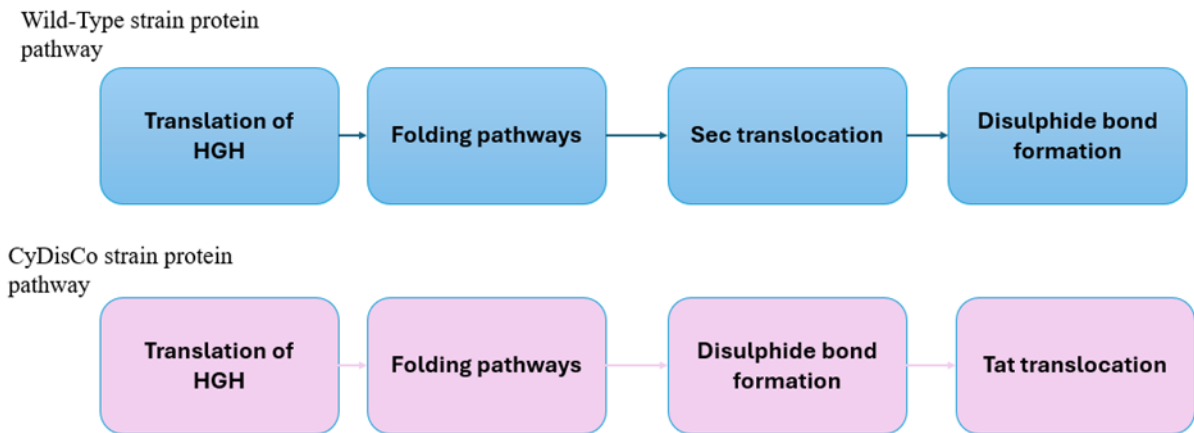 Wild-Type strain protein
pathway
Translation of
HGH
Folding pathways
Sec translocation
Disulphide bond
formation
CyDisCo strain protein
pathway
Translation of
HGH
Folding pathways
Disulphide bond
formation
Tat translocation